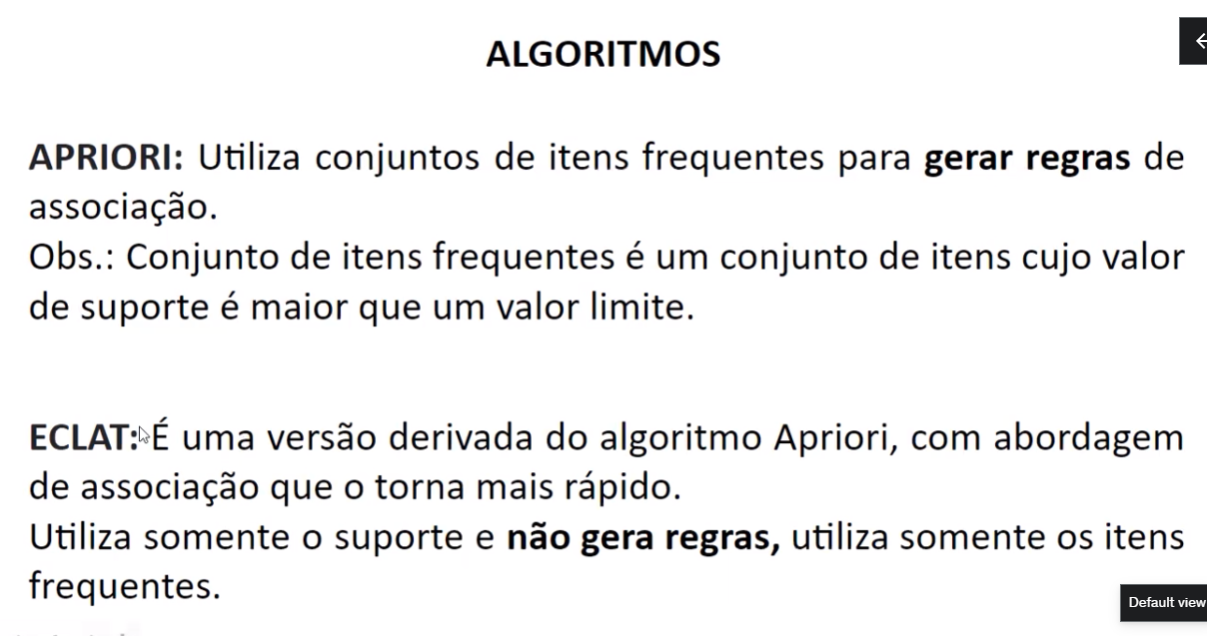 ALGORITMOS
APRIORI: Utiliza conjuntos de itens frequentes para gerar regras de
associação.
Obs.: Conjunto de itens frequentes é um conjunto de itens cujo valor
de suporte é maior que um valor limite.
ECLAT: É uma versão derivada do algoritmo Apriori, com abordagem
de associação que o torna mais rápido.
Utiliza somente o suporte e não gera regras, utiliza somente os itens
frequentes.
Default view